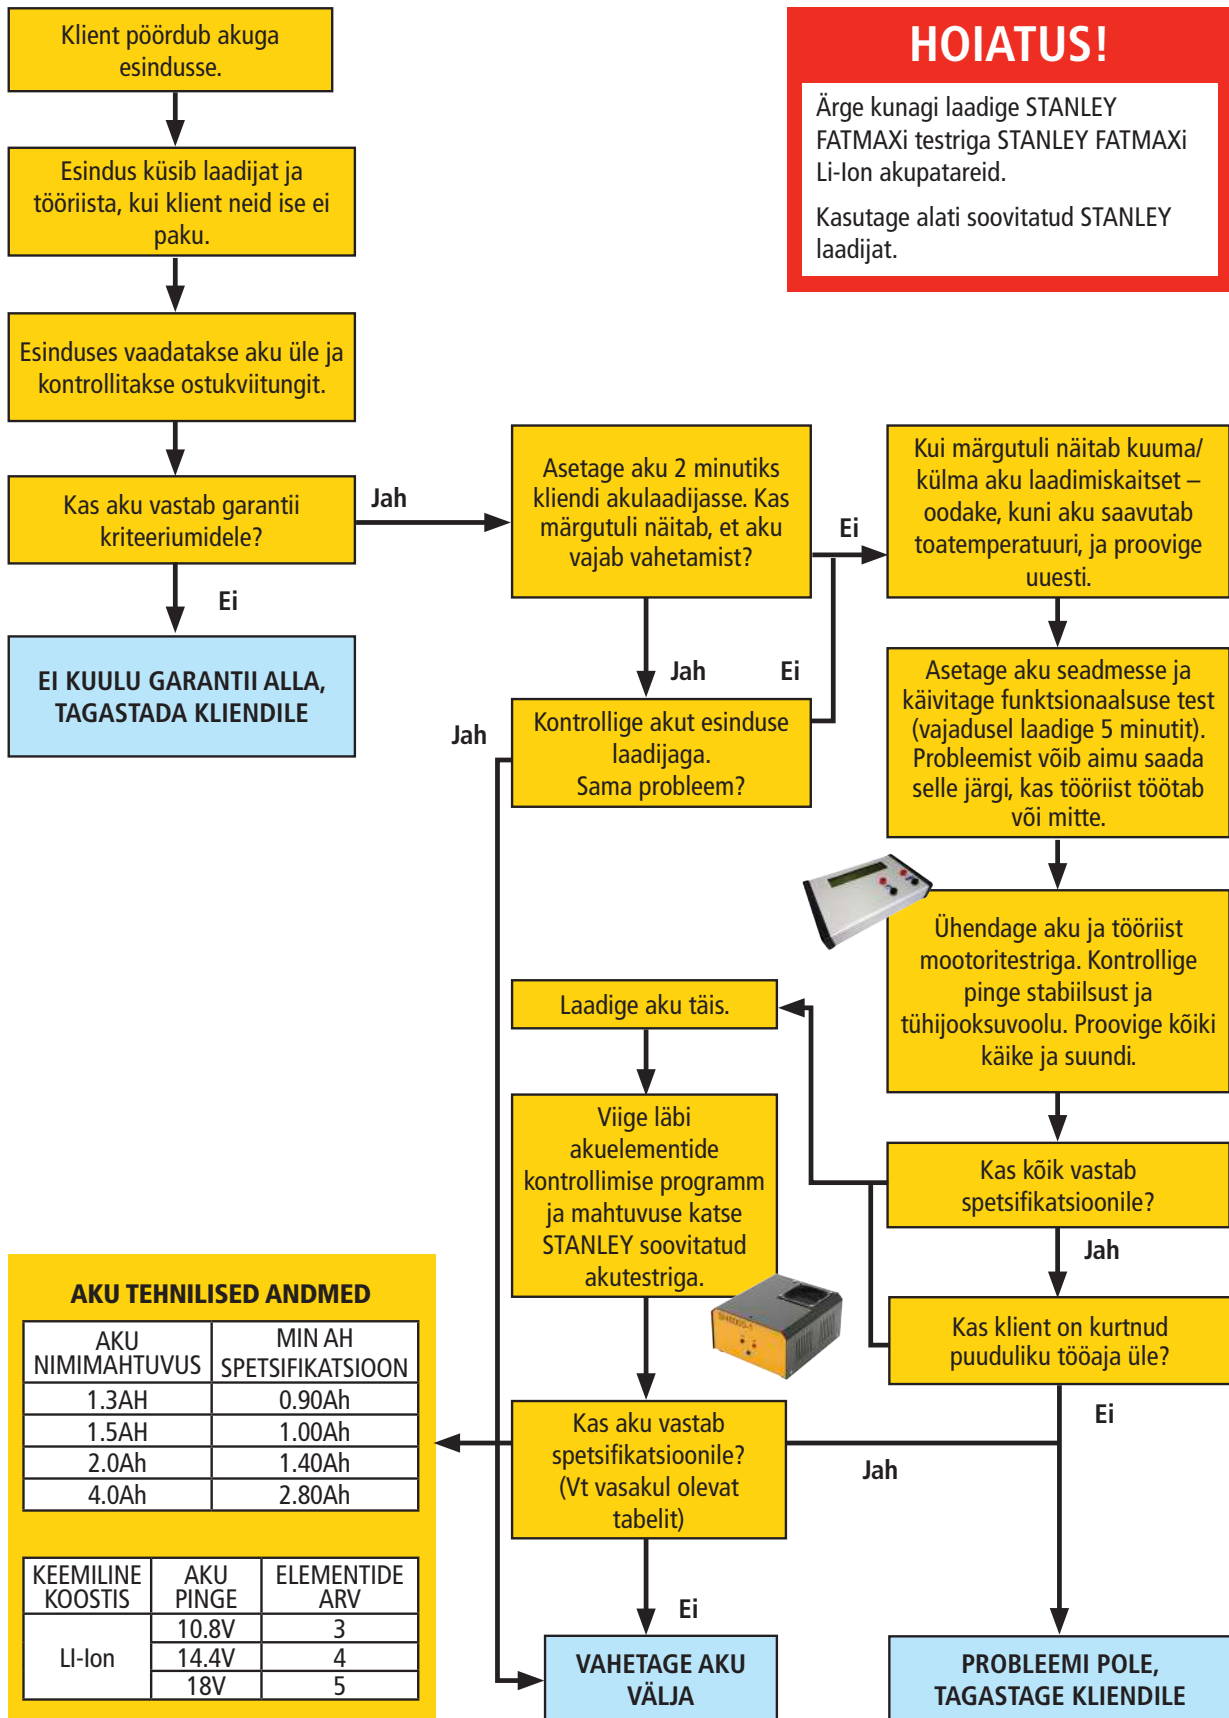 Klient pöördub akuga
esindusse.
HOIATUS!
Ärge kunagi laadige STANLEY
FATMAXi testriga STANLEY FATMAXi
Li-Ion akupatareid.
Kasutage alati soovitatud STANLEY
laadijat.
Esindus küsib laadijat ja
tööriista, kui klient neid ise ei
paku.
Esinduses vaadatakse aku üle ja
kontrollitakse ostukviitungit.
Kas aku vastab garantii
kriteeriumidele?
Jah
Ei
EI KUULU GARANTII ALLA,
TAGASTADA KLIENDILE
Asetage aku 2 minutiks
kliendi akulaadijasse. Kas
märgutuli näitab, et aku
vajab vahetamist?
Ei
Jah
Ei
Jah
Kontrollige akut esinduse
laadijaga.
Sama probleem?
Kui märgutuli näitab kuuma/
külma aku laadimiskaitset –
oodake, kuni aku saavutab
toatemperatuuri, ja proovige
uuesti.
Asetage aku seadmesse ja
käivitage funktsionaalsuse test
(vajadusel laadige 5 minutit).
Probleemist võib aimu saada
selle järgi, kas tööriist töötab
või mitte.
Ühendage aku ja tööriist
mootoritestriga. Kontrollige
pinge stabiilsust ja
tühijooksuvoolu. Proovige kõiki
käike ja suundi.
Kas kõik vastab
spetsifikatsioonile?
Jah
Kas klient on kurtnud
puuduliku tööaja üle?
Ei
Laadige aku täis.
Viige läbi
akuelementide
kontrollimise programm
ja mahtuvuse katse
STANLEY soovitatud
akutestriga.
Kas aku vastab
spetsifikatsioonile?
(Vt vasakul olevat
tabelit)
Jah
Ei
VAHETAGE AKU
VÄLJA
PROBLEEMI POLE,
TAGASTAGE KLIENDILE
AKU TEHNILISED ANDMED
AKU
NIMIMAHTUVUS
MIN AH
SPETSIFIKATSIOON
1.3AH 0.90Ah
1.5AH 1.00Ah
2.0Ah 1.40Ah
4.0Ah 2.80Ah
KEEMILINE
KOOSTIS
AKU
PINGE
ELEMENTIDE
ARV
LI-Ion
10.8V 3
14.4V 4
18V 5